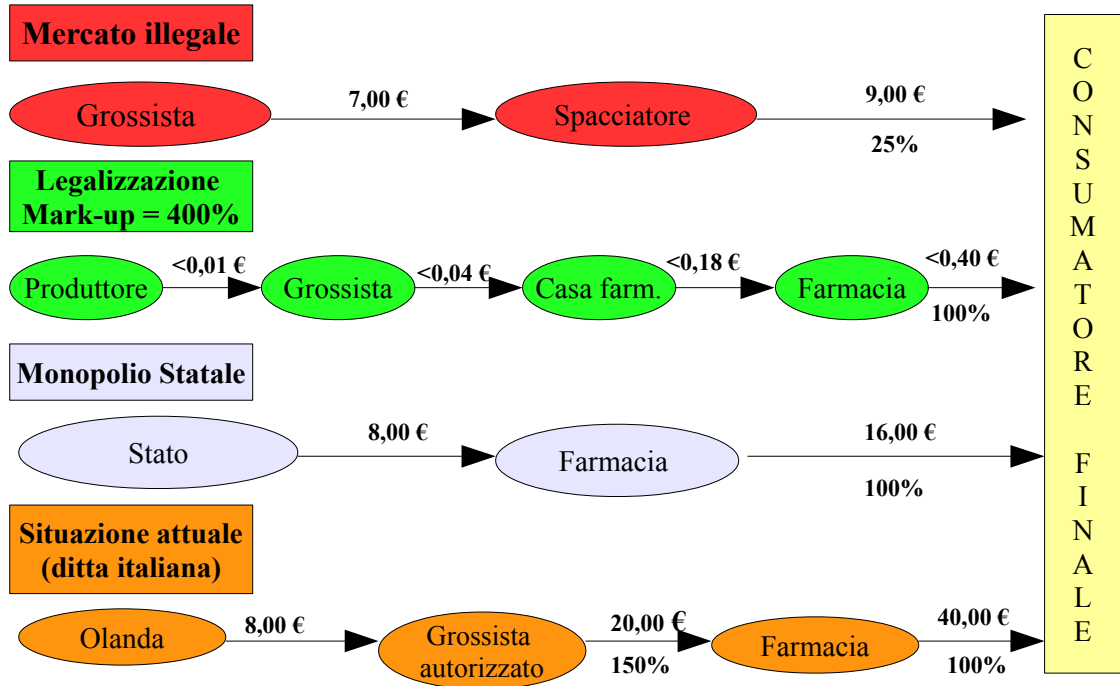 Mercato illegale
Grossista
7,00 €
Spacciatore
9,00 €
25%
Legalizzazione
Mark-up = 400%
Produttore
<0,01 €
Grossista
<0,04 €
Casa farm.
<0,18 €
Farmacia
<0,40 €
100%
Monopolio Statale
Stato
8,00 €
Farmacia
16,00 €
100%
Situazione attuale
(ditta italiana)
Olanda
8,00 €
Grossista
autorizzato
20,00 €
150%
Farmacia
40,00 €
100%
CONSUMATORE FINALE